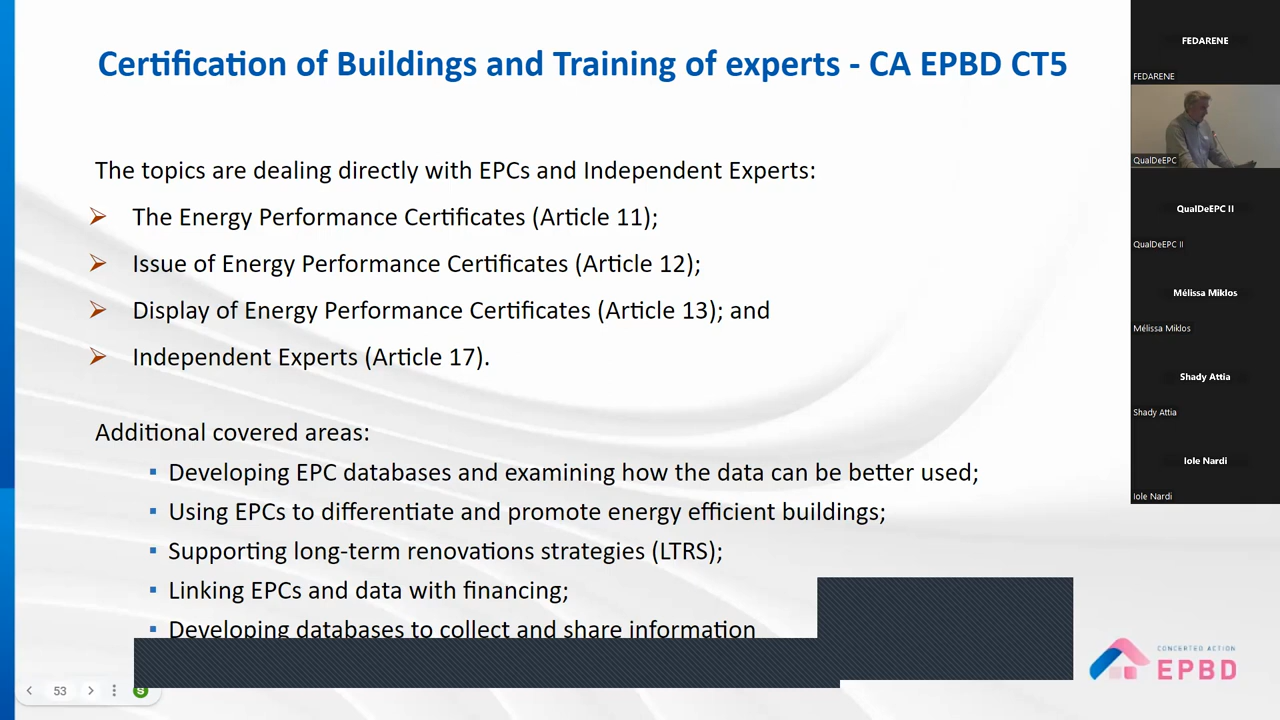 Certification of Buildings and Training of experts - CA EPBD CT5
The topics are dealing directly with EPCs and Independent Experts:
The Energy Performance Certificates (Article 11);
Issue of Energy Performance Certificates (Article 12);
Display of Energy Performance Certificates (Article 13); and
Independent Experts (Article 17).
Additional covered areas:
Developing EPC databases and examining how the data can be better used;
Using EPCs to differentiate and promote energy efficient buildings;
Supporting long-term renovations strategies (LTRS);
Linking EPCs and data with financing;
Developing databases to collect and share information
53
S
CONCERTED ACTION
EPBD
FEDARENE
FEDARENE
QualDeEPC
QualDeEPC II
QualDeEPC II
Mélissa Miklos
Mélissa Miklos
Shady Attia
Shady Attia
Iole Nardi
Iole Nardi